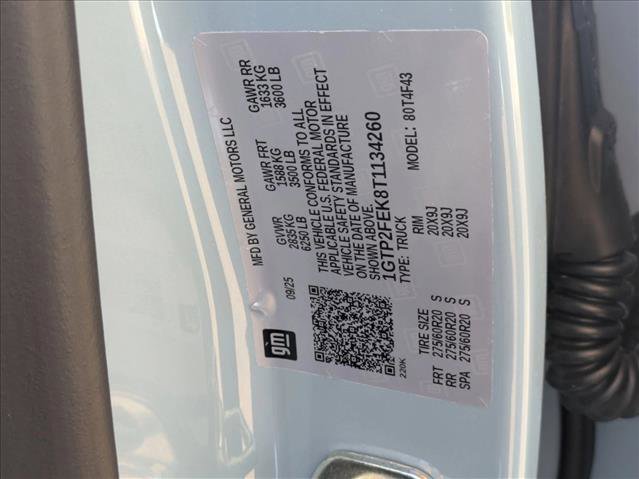 MFD BY GENERAL MOTORS LLC
09/25
GVWR GAWR FRT GAWR RR
2835 KG 1588 KG 1633 KG
6250 LB 3500 LB 3600 LB
THIS VEHICLE CONFORMS TO ALL
APPLICABLE U.S. FEDERAL MOTOR
VEHICLE SAFETY STANDARDS IN EFFECT
ON THE DATE OF MANUFACTURE
SHOWN ABOVE.
1GTP2FEK8T1134260
TYPE: TRUCK MODEL: 80T4F43
gm
220K
TIRE SIZE RIM
FRT 275/60R20 S 20X9J
RR 275/60R20 S 20X9J
SPA 275/60R20 S 20X9J